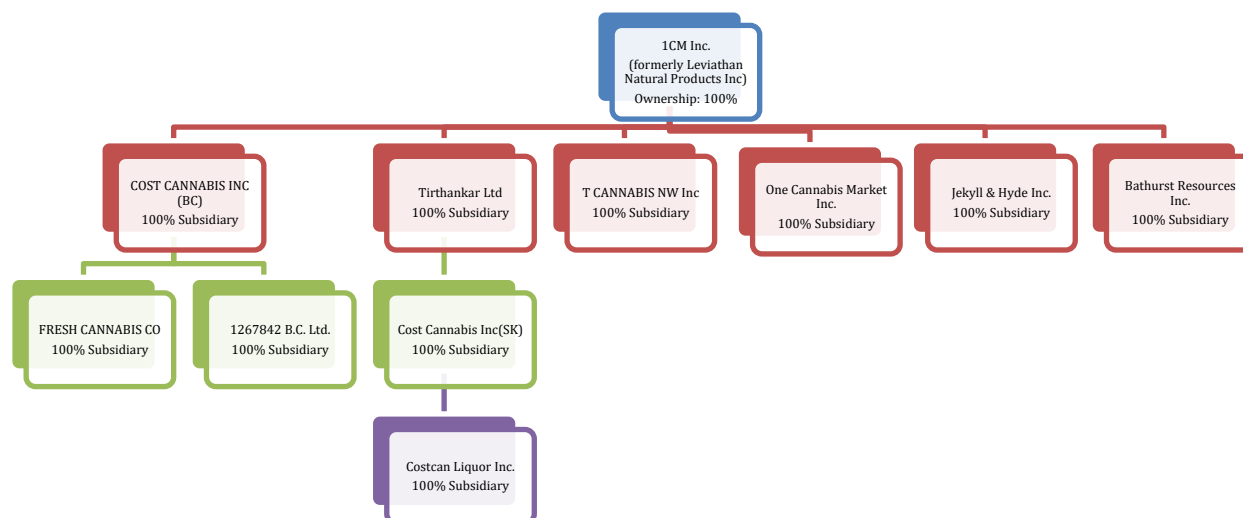 1CM Inc.
(formerly Leviathan
Natural Products Inc)
Ownership: 100%
COST CANNABIS INC
(BC)
100% Subsidiary
Tirthankar Ltd
100% Subsidiary
T CANNABIS NW Inc
100% Subsidiary
One Cannabis Market
Inc.
100% Subsidiary
Jekyll & Hyde Inc.
100% Subsidiary
Bathurst Resources
Inc.
100% Subsidiary
FRESH CANNABIS CO
100% Subsidiary
1267842 B.C. Ltd.
100% Subsidiary
Cost Cannabis Inc(SK)
100% Subsidiary
Costcan Liquor Inc.
100% Subsidiary